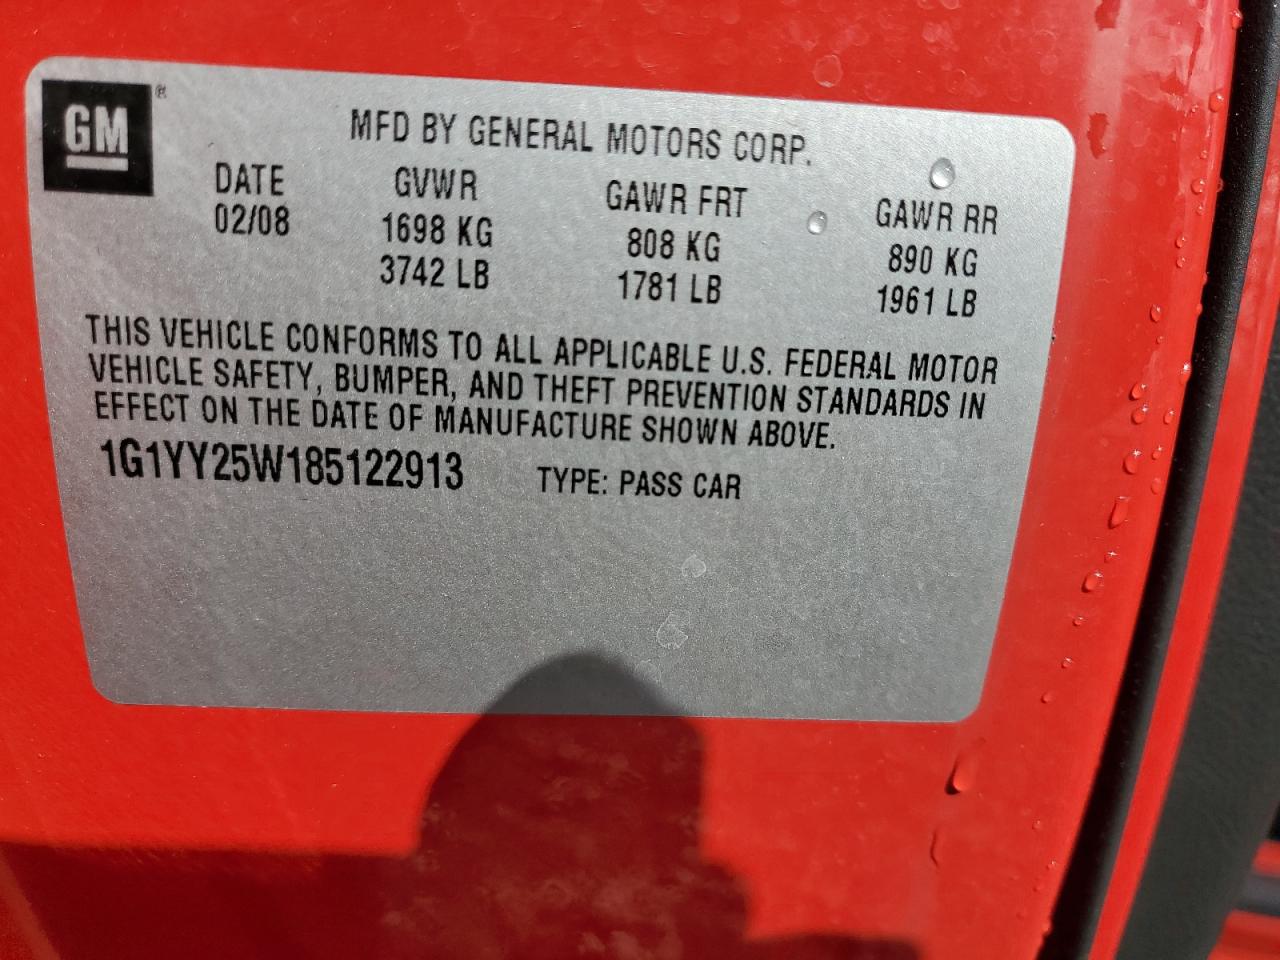 GM®
MFD BY GENERAL MOTORS CORP.
DATE GVWR GAWR FRT GAWR RR
02/08 1698 KG 808 KG 890 KG
3742 LB 1781 LB 1961 LB
THIS VEHICLE CONFORMS TO ALL APPLICABLE U.S. FEDERAL MOTOR
VEHICLE SAFETY, BUMPER, AND THEFT PREVENTION STANDARDS IN
EFFECT ON THE DATE OF MANUFACTURE SHOWN ABOVE.
1G1YY25W185122913 TYPE: PASS CAR